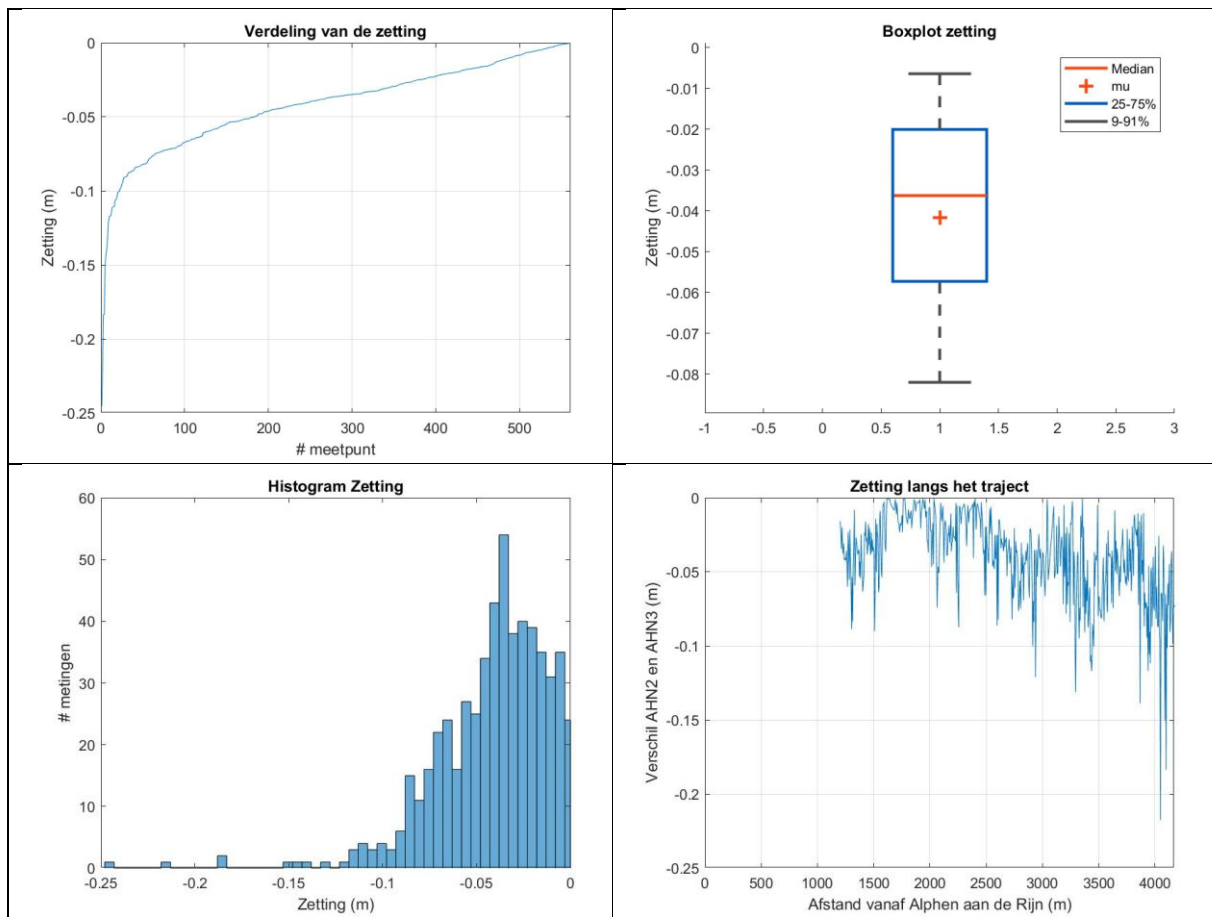 Verdeling van de zetting
0
-0.05
-0.1
-0.15
-0.2
-0.25
Zetting (m)
0 100 200 300 400 500
# meetpunt
Boxplot zetting
0
-0.01
-0.02
-0.03
-0.04
-0.05
-0.06
-0.07
-0.08
Zetting (m)
-1 -0.5 0 0.5 1 1.5 2 2.5 3
Median
mu
25-75%
9-91%
Histogram Zetting
60
50
40
30
20
10
0
# metingen
-0.25 -0.2 -0.15 -0.1 -0.05 0
Zetting (m)
Zetting langs het traject
0
-0.05
-0.1
-0.15
-0.2
-0.25
Verschil AHN2 en AHN3 (m)
0 500 1000 1500 2000 2500 3000 3500 4000
Afstand vanaf Alphen aan de Rijn (m)